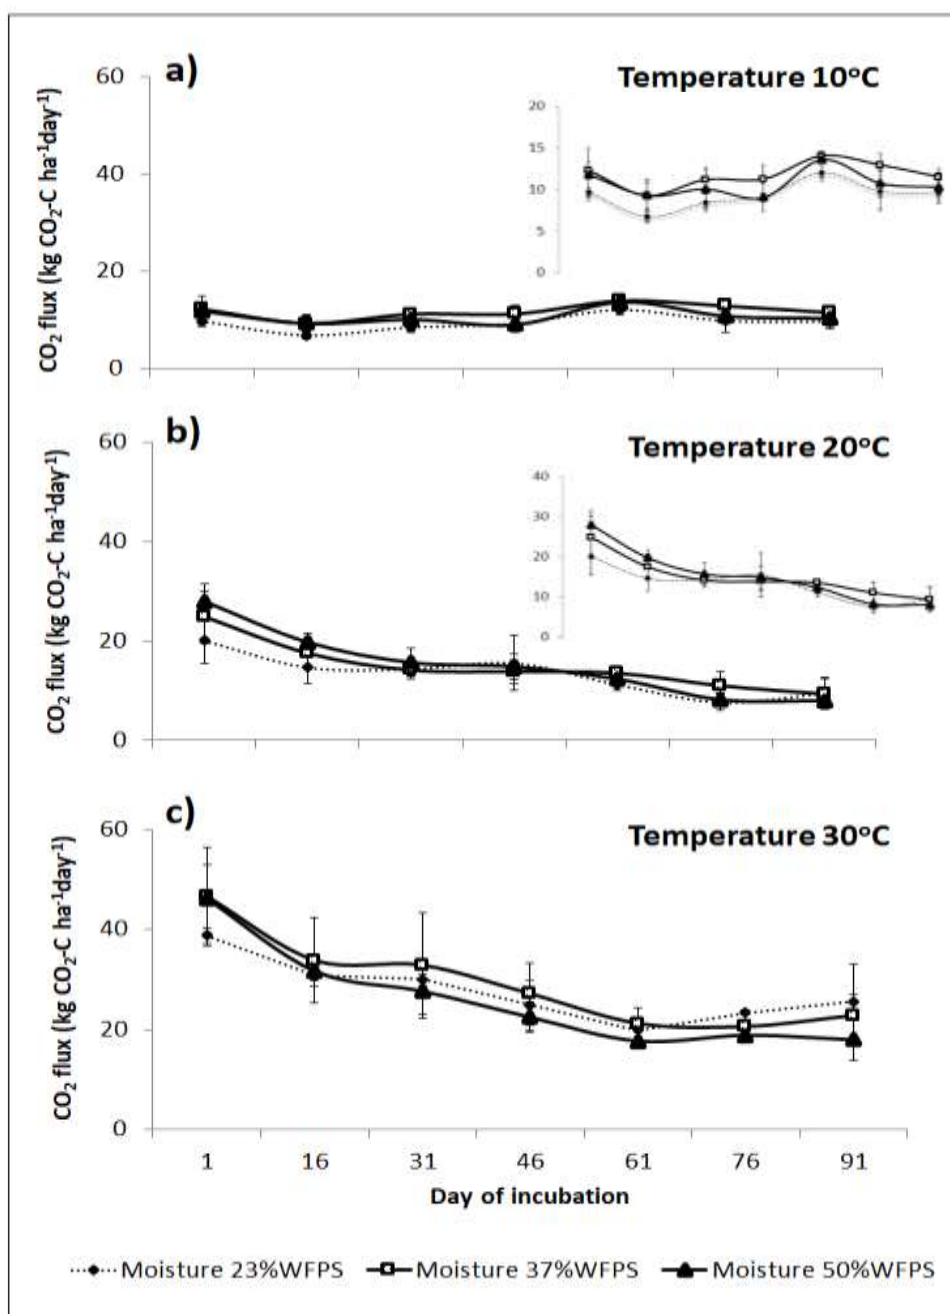 a)
Temperature 10°C
CO₂ flux (kg CO₂-C ha⁻¹day⁻¹)
60
40
20
0
20
15
10
5
0
b)
Temperature 20°C
CO₂ flux (kg CO₂-C ha⁻¹day⁻¹)
60
40
20
0
40
30
20
10
0
c)
Temperature 30°C
CO₂ flux (kg CO₂-C ha⁻¹day⁻¹)
60
40
20
0
1 16 31 46 61 76 91
Day of incubation
Moisture 23%WFPS Moisture 37%WFPS Moisture 50%WFPS